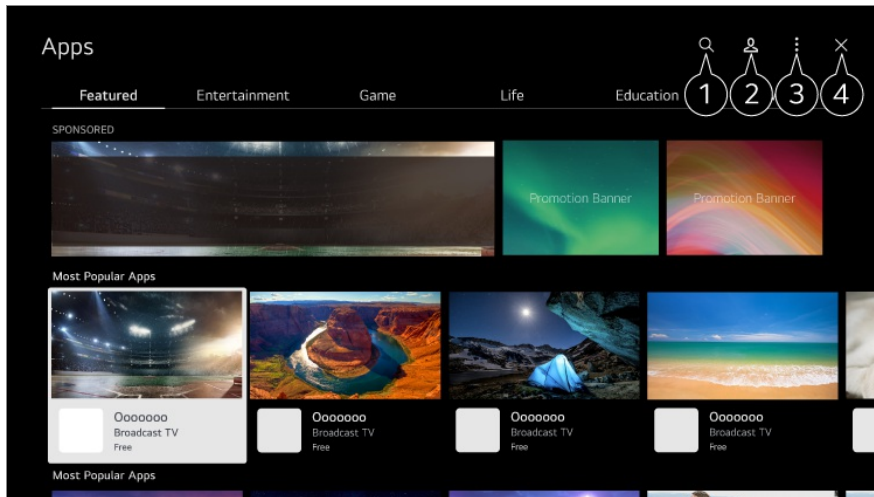 Apps
Featured Entertainment Game Life Education
1 2 3 4
SPONSORED
Promotion Banner Promotion Banner
Most Popular Apps
Ooooooo Ooooooo Ooooooo Ooooooo
Broadcast TV Broadcast TV Broadcast TV Broadcast TV
Free Free Free Free
Most Popular Apps